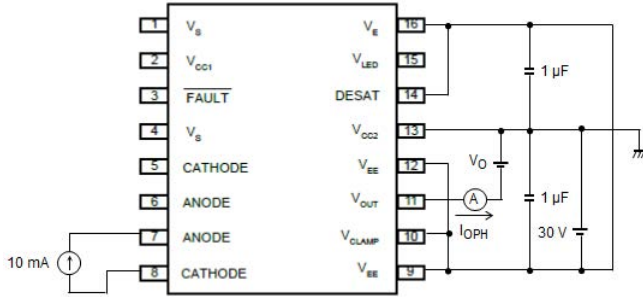 1 V_S V_E 16
2 V_CC1 V_LED 15
3 FAULT DESAT 14
4 V_S V_CC2 13
5 CATHODE V_EE 12
6 ANODE V_OUT 11
7 ANODE V_CLAMP 10
8 CATHODE V_EE 9
10 mA
1 µF
V_O
A
I_OPH
1 µF
30 V